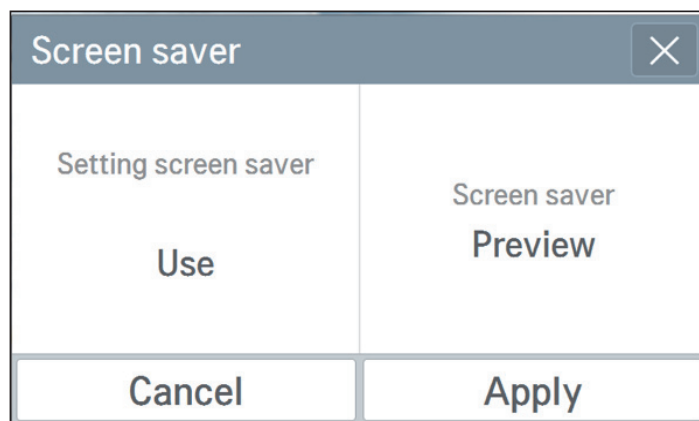 Screen saver
Setting screen saver
Use
Screen saver
Preview
Cancel
Apply